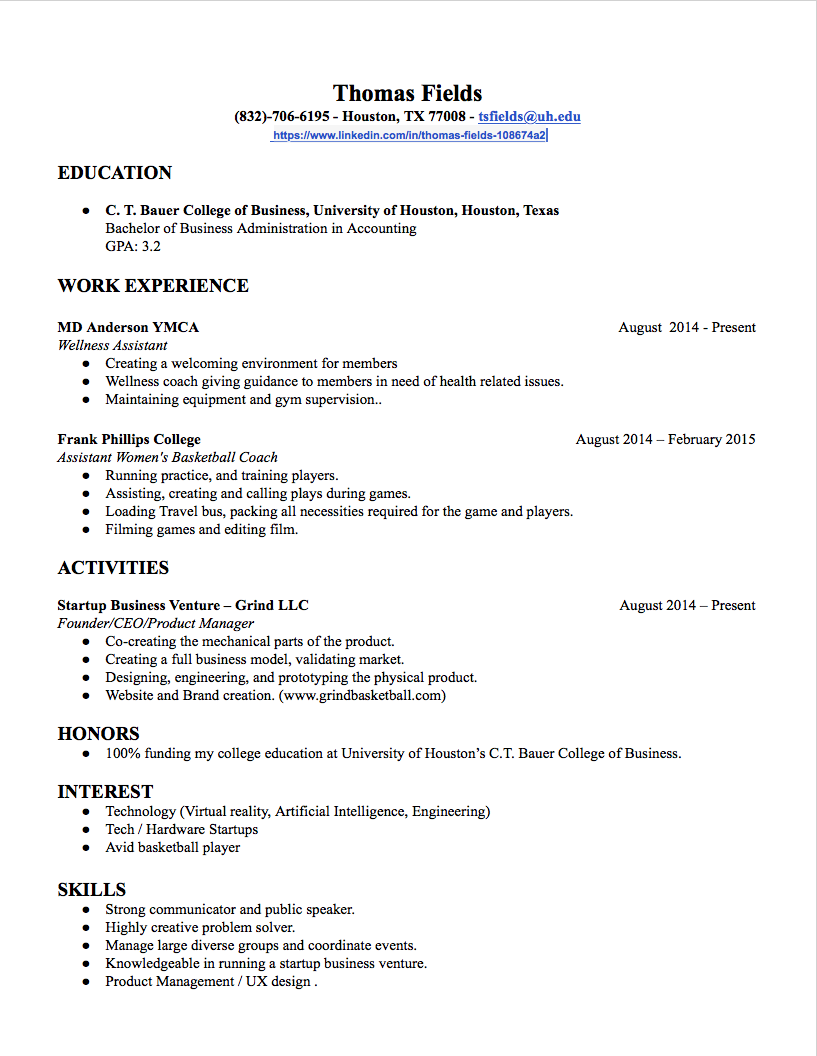 Thomas Fields
(832)-706-6195 - Houston, TX 77008 - tsfields@uh.edu
https://www.linkedin.com/in/thomas-fields-108674a2
EDUCATION
● C. T. Bauer College of Business, University of Houston, Houston, Texas
Bachelor of Business Administration in Accounting
GPA: 3.2
WORK EXPERIENCE
MD Anderson YMCA August 2014 - Present
Wellness Assistant
● Creating a welcoming environment for members
● Wellness coach giving guidance to members in need of health related issues.
● Maintaining equipment and gym supervision..
Frank Phillips College August 2014 – February 2015
Assistant Women's Basketball Coach
● Running practice, and training players.
● Assisting, creating and calling plays during games.
● Loading Travel bus, packing all necessities required for the game and players.
● Filming games and editing film.
ACTIVITIES
Startup Business Venture – Grind LLC August 2014 – Present
Founder/CEO/Product Manager
● Co-creating the mechanical parts of the product.
● Creating a full business model, validating market.
● Designing, engineering, and prototyping the physical product.
● Website and Brand creation. (www.grindbasketball.com)
HONORS
● 100% funding my college education at University of Houston’s C.T. Bauer College of Business.
INTEREST
● Technology (Virtual reality, Artificial Intelligence, Engineering)
● Tech / Hardware Startups
● Avid basketball player
SKILLS
● Strong communicator and public speaker.
● Highly creative problem solver.
● Manage large diverse groups and coordinate events.
● Knowledgeable in running a startup business venture.
● Product Management / UX design .